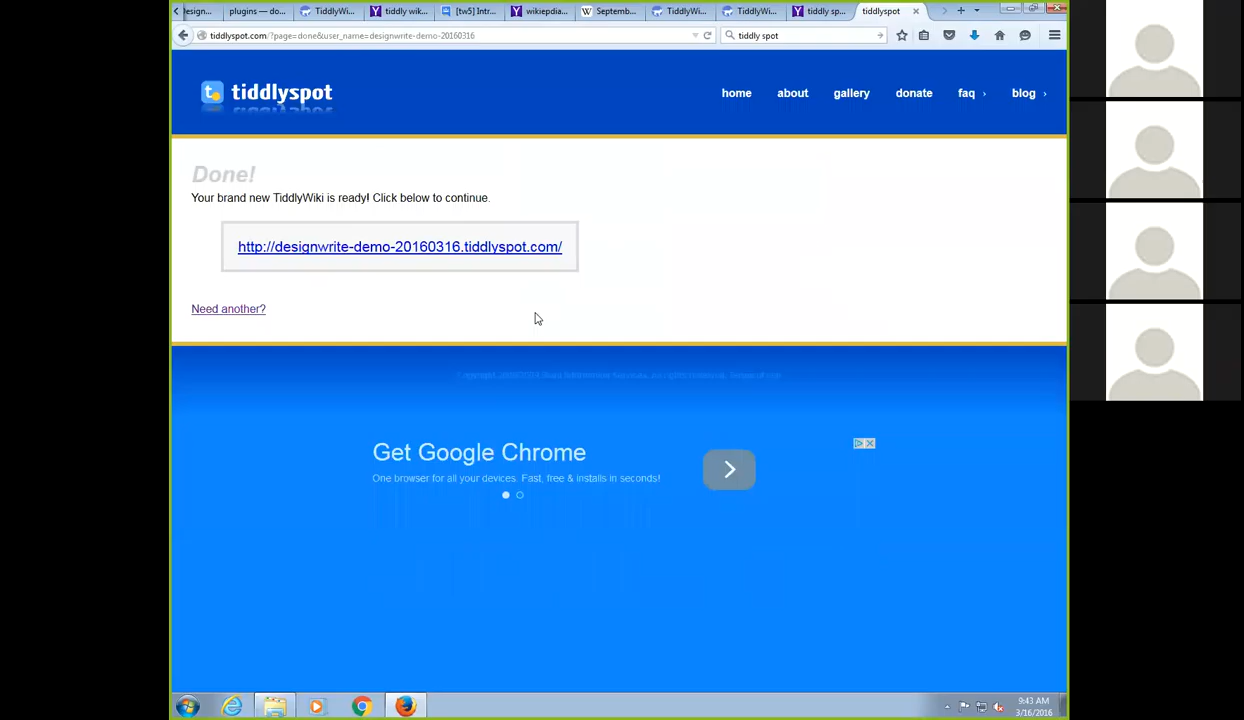 esign...
plugins — do...
TiddlyWi...
tiddly wik...
[tw5] Intr...
wikiepdia...
Septemb...
TiddlyWi...
TiddlyWi...
tiddly sp...
tiddlyspot
tiddlyspot.com/?page=done&user_name=designwrite-demo-20160316
tiddly spot
tiddlyspot
home about gallery donate faq › blog ›
Done!
Your brand new TiddlyWiki is ready! Click below to continue.
http://designwrite-demo-20160316.tiddlyspot.com/
Need another?
Get Google Chrome
One browser for all your devices. Fast, free & installs in seconds!
9:43 AM
3/16/2016